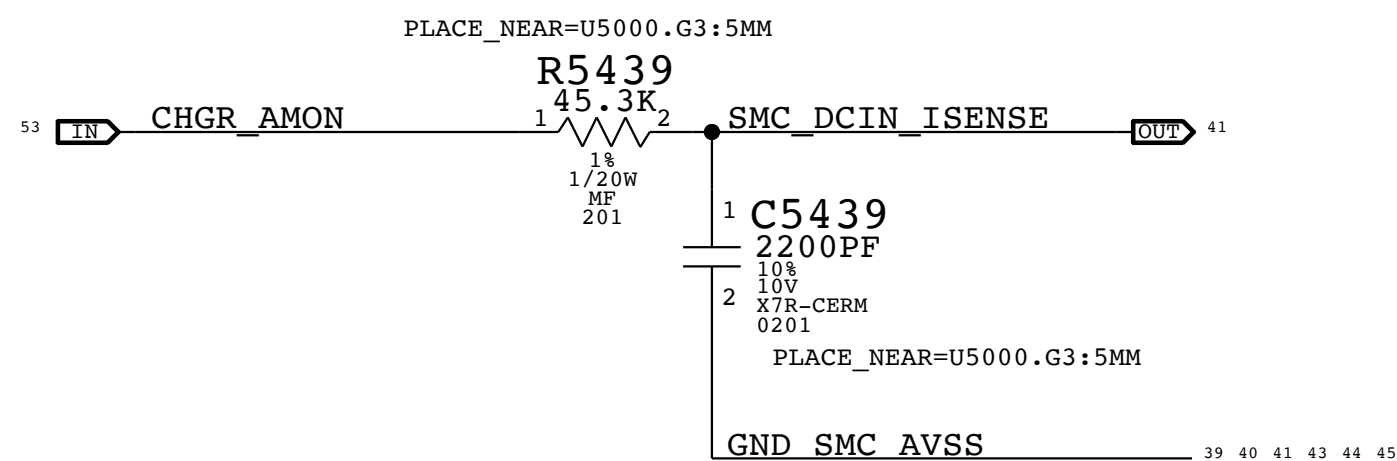 PLACE_NEAR=U5000.G3:5MM
R5439
45.3K
1 2
53 IN CHGR_AMON
SMC_DCIN_ISENSE OUT 41
1%
1/20W
MF
201
1 C5439
2200PF
10%
10V
2 X7R-CERM
0201
PLACE_NEAR=U5000.G3:5MM
GND_SMC_AVSS 39 40 41 43 44 45